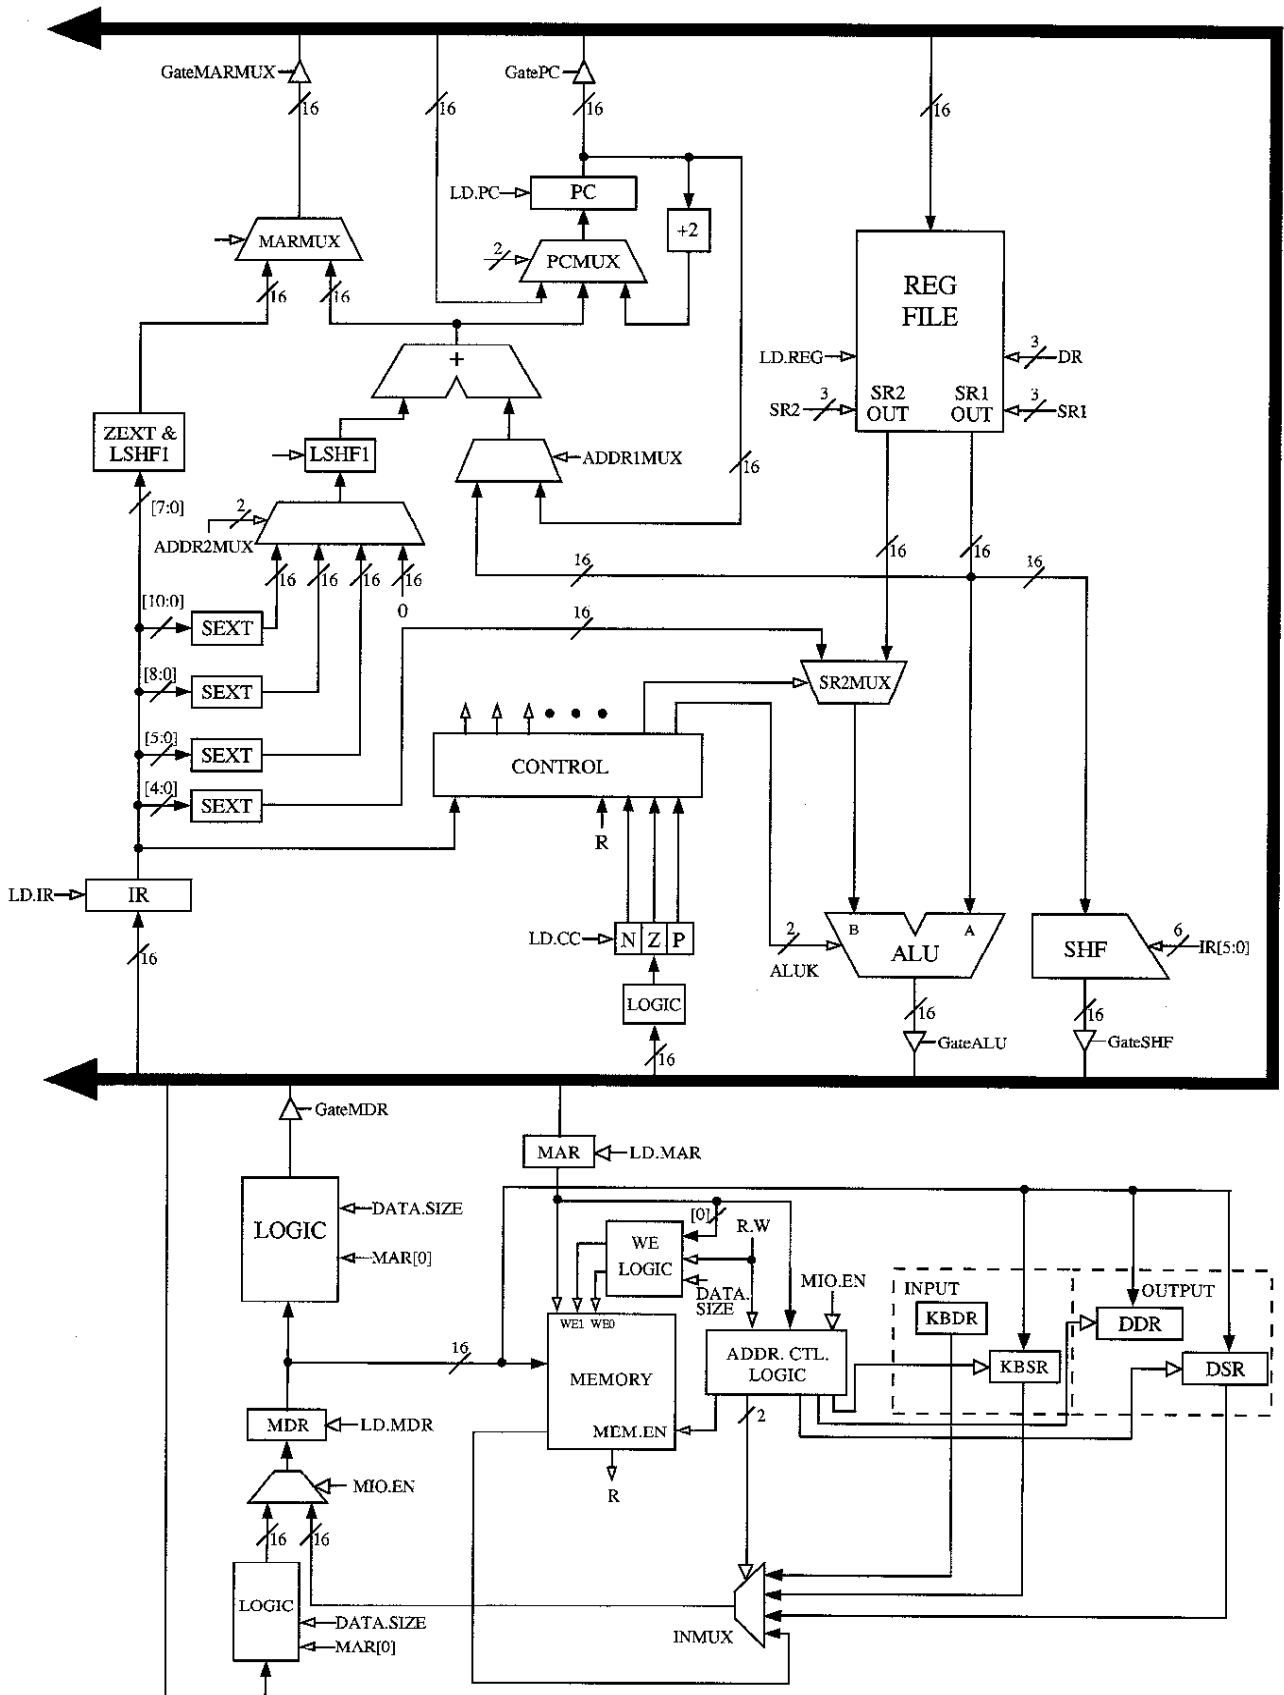 GateMARMUX
GatePC
16
16
16
16
LD.PC
PC
+2
MARMUX
2
PCMUX
16
16
REG
FILE
LD.REG
3
DR
SR2
3
SR2
OUT
SR1
OUT
3
SR1
+
ZEXT &
LSHF1
LSHF1
ADDR1MUX
16
[7:0]
2
ADDR2MUX
16
16
16
16
0
16
16
16
16
[10:0]
SEXT
16
[8:0]
SEXT
SR2MUX
[5:0]
SEXT
CONTROL
[4:0]
SEXT
R
LD.IR
IR
LD.CC
N
Z
P
2
ALUK
B
A
ALU
SHF
6
IR[5:0]
16
LOGIC
16
16
16
GateALU
GateSHF
GateMDR
MAR
LD.MAR
LOGIC
DATA.SIZE
MAR[0]
[0]
R.W
WE
LOGIC
DATA.
SIZE
MIO.EN
INPUT
OUTPUT
KBDR
DDR
WE1
WE0
16
MEMORY
ADDR. CTL.
LOGIC
KBSR
DSR
MDR
LD.MDR
MEM.EN
2
MIO.EN
R
16
16
LOGIC
DATA.SIZE
MAR[0]
INMUX